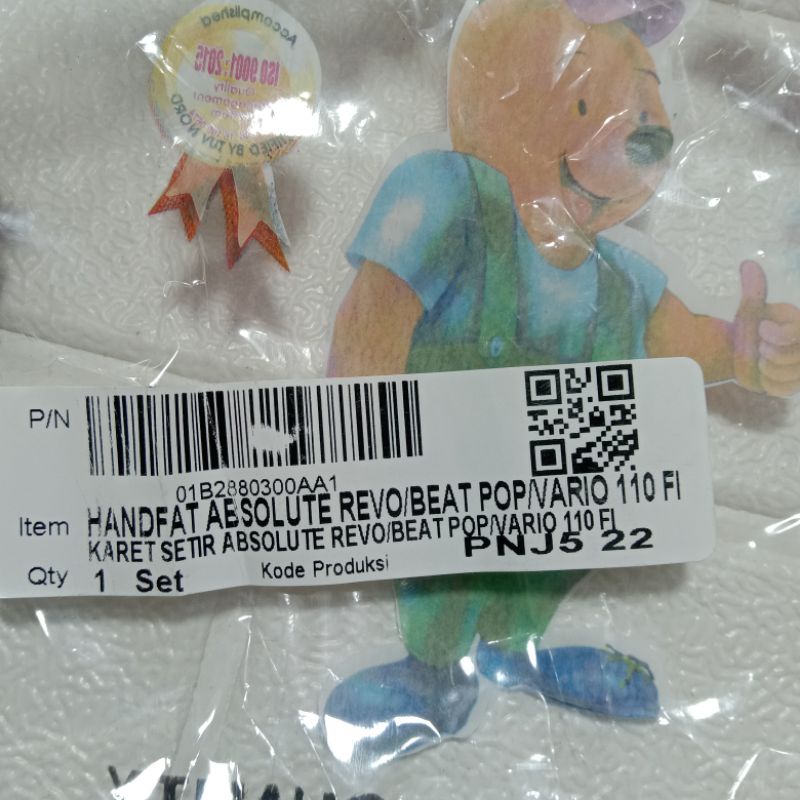 Accomplished
ISO 9001:2015
Quality
P/N
01B2880300AA1
Item HANDFAT ABSOLUTE REVO/BEAT POP/VARIO 110 FI
KARET SETIR ABSOLUTE REVO/BEAT POP/VARIO 110 FI
PNJ5 22
Qty 1 Set Kode Produksi